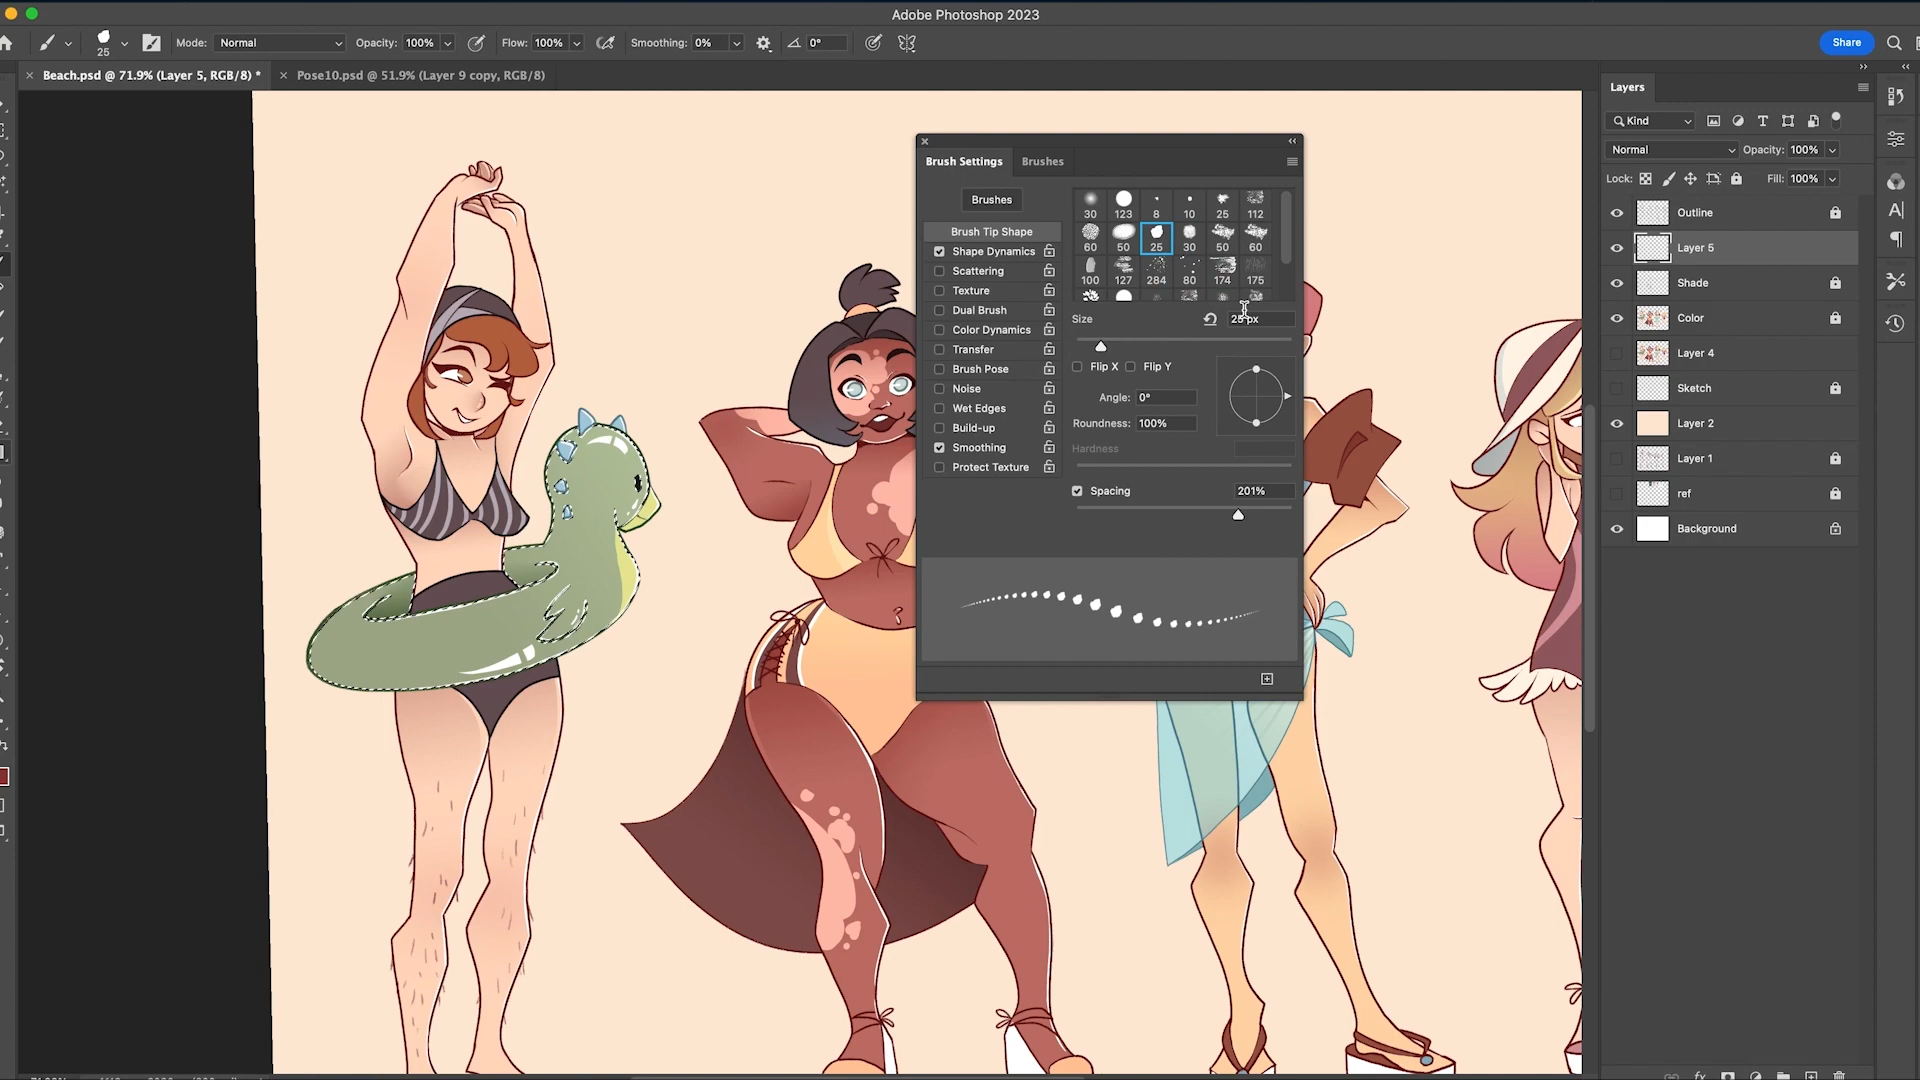 Adobe Photoshop 2023
25 Mode: Normal Opacity: 100% Flow: 100% Smoothing: 0% 0° Share
× Beach.psd @ 71.9% (Layer 5, RGB/8) * × Pose10.psd @ 51.9% (Layer 9 copy, RGB/8)
Brush Settings Brushes
Brushes
Brush Tip Shape
Shape Dynamics
Scattering
Texture
Dual Brush
Color Dynamics
Transfer
Brush Pose
Noise
Wet Edges
Build-up
Smoothing
Protect Texture
30 123 8 10 25 112
60 50 25 30 50 60
100 127 284 80 174 175
Size 25 px
Flip X Flip Y
Angle: 0°
Roundness: 100%
Hardness
Spacing 201%
Layers
Kind
Normal Opacity: 100%
Lock: Fill: 100%
Outline
Layer 5
Shade
Color
Layer 4
Sketch
Layer 2
Layer 1
ref
Background